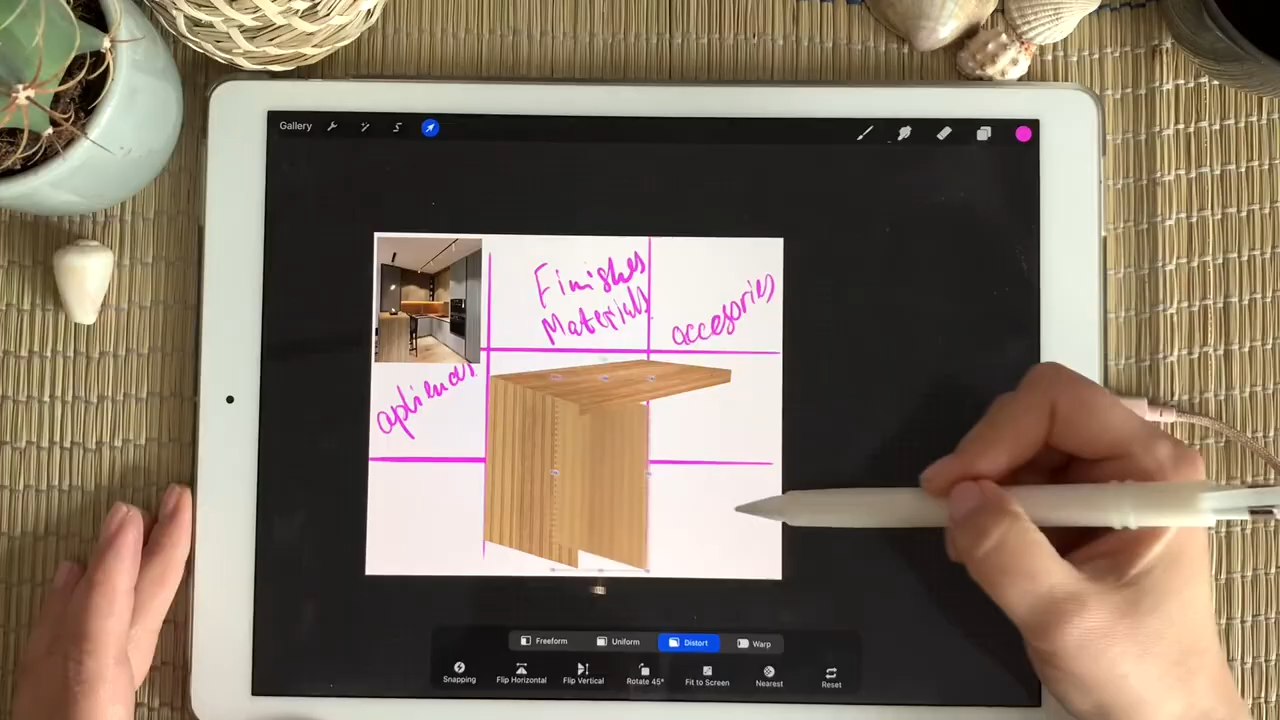 Gallery
Finishes
Materials
accesories
Freeform
Uniform
Distort
Warp
Snapping
Flip Horizontal
Flip Vertical
Rotate 45°
Fit to Screen
Nearest
Reset